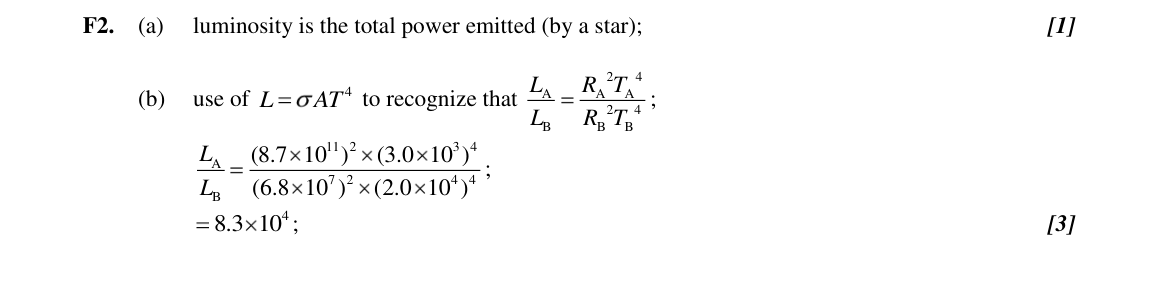 F2. (a) luminosity is the total power emitted (by a star); [1]
(b) use of L = σAT⁴ to recognize that L_A/L_B = R_A²T_A⁴/R_B²T_B⁴ ;
L_A/L_B = (8.7×10¹¹)²×(3.0×10³)⁴/(6.8×10⁷)²×(2.0×10⁴)⁴ ;
= 8.3×10⁴ ; [3]